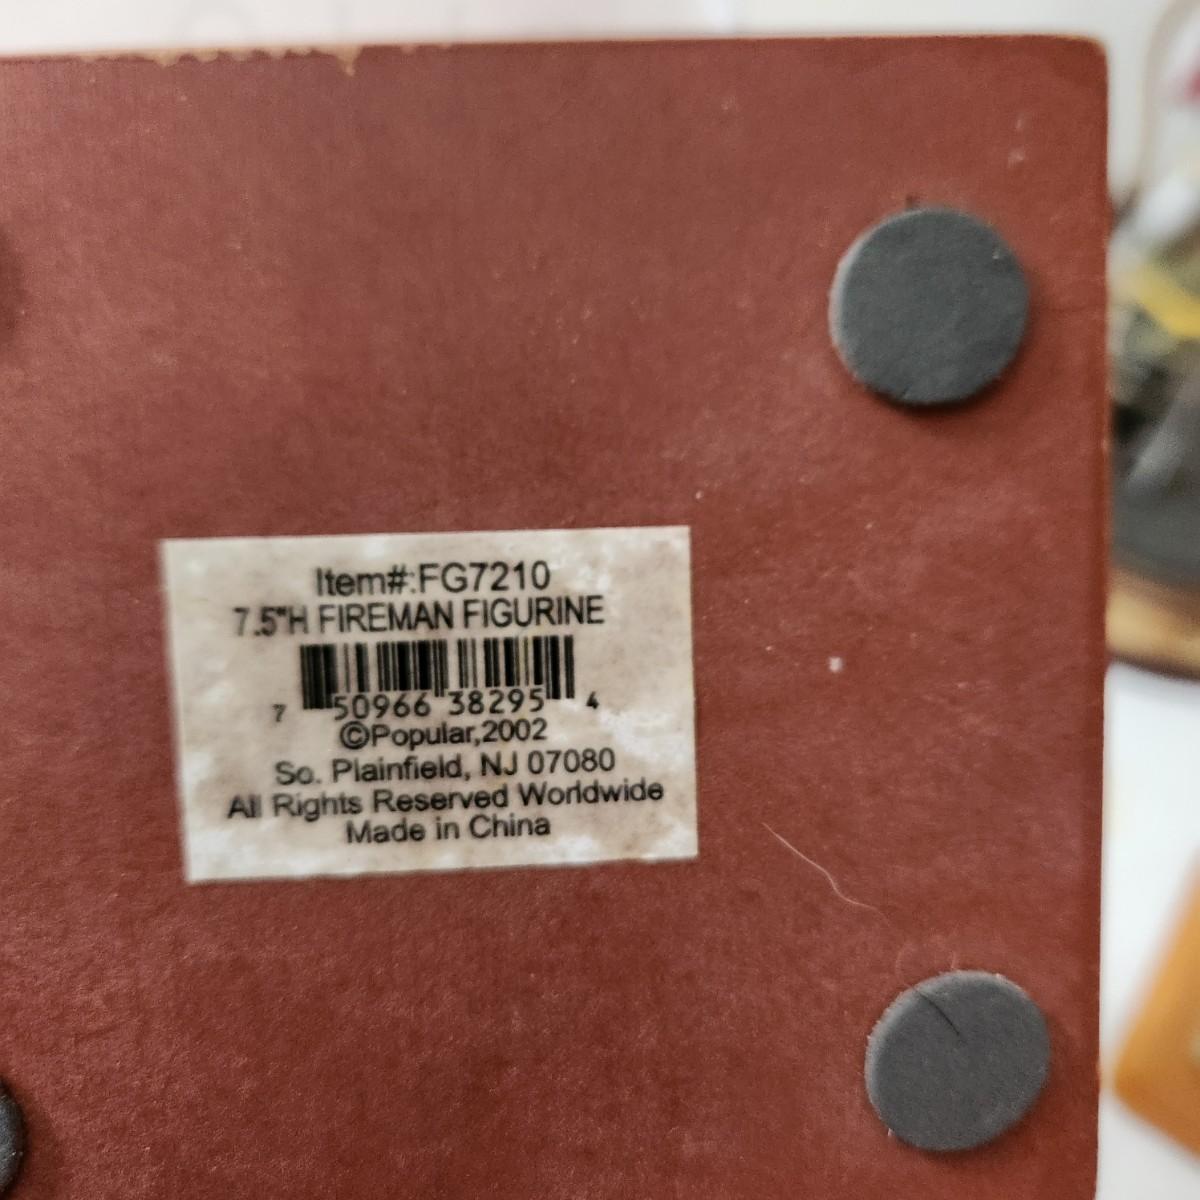 Item#:FG7210
7.5"H FIREMAN FIGURINE
7 50966 38295 4
©Popular,2002
So. Plainfield, NJ 07080
All Rights Reserved Worldwide
Made in China